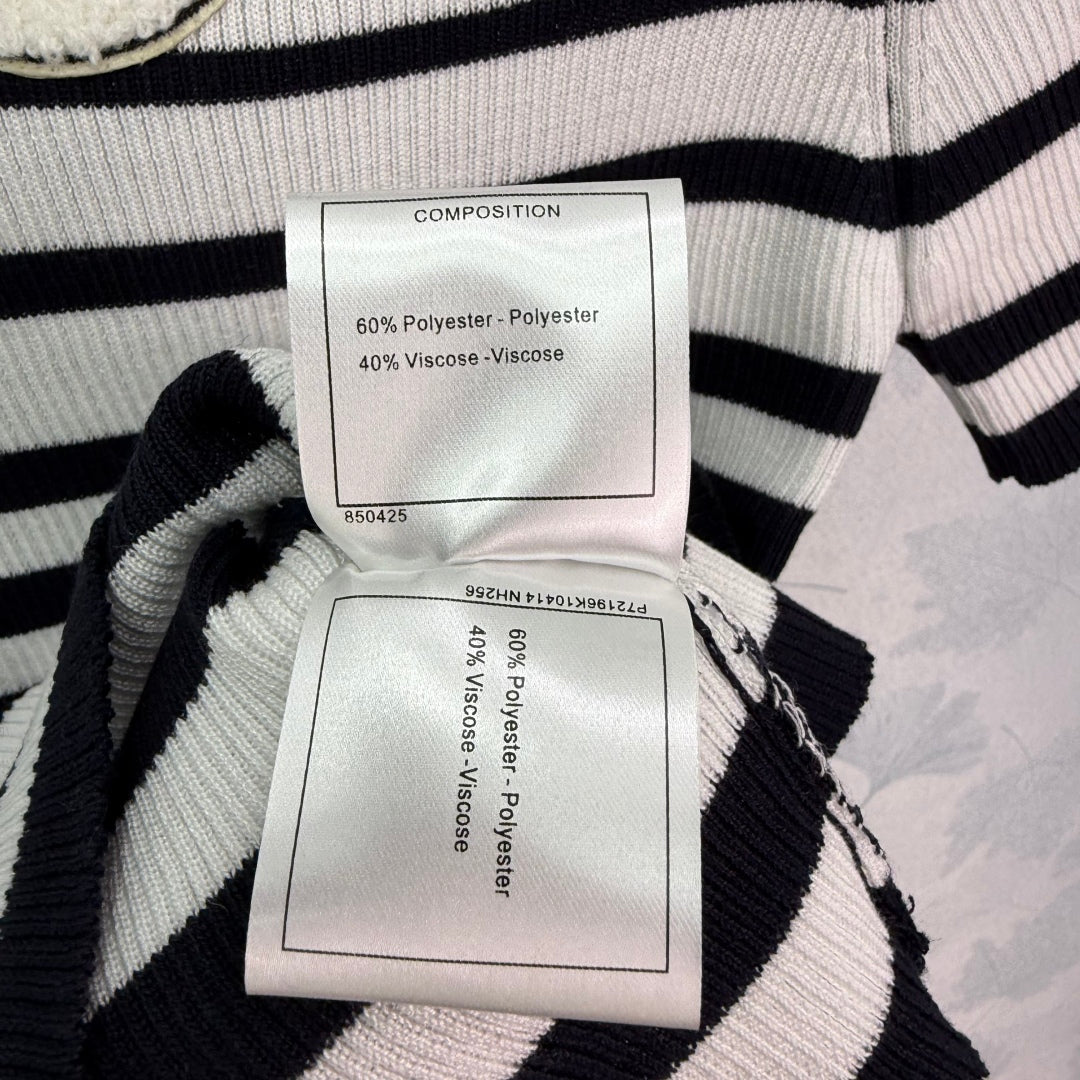 COMPOSITION
60% Polyester - Polyester
40% Viscose -Viscose
850425
P72196K10414 NH256
60% Polyester - Polyester
40% Viscose -Viscose